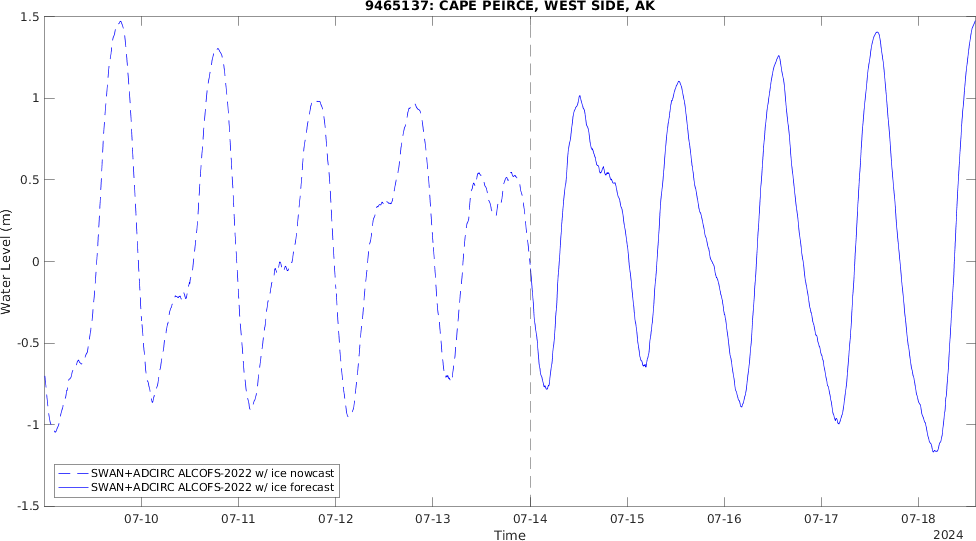 9465137: CAPE PEIRCE, WEST SIDE, AK
1.5
1
0.5
0
-0.5
-1
-1.5
Water Level (m)
SWAN+ADCIRC ALCOFS-2022 w/ ice nowcast
SWAN+ADCIRC ALCOFS-2022 w/ ice forecast
07-10 07-11 07-12 07-13 07-14 07-15 07-16 07-17 07-18
Time
2024